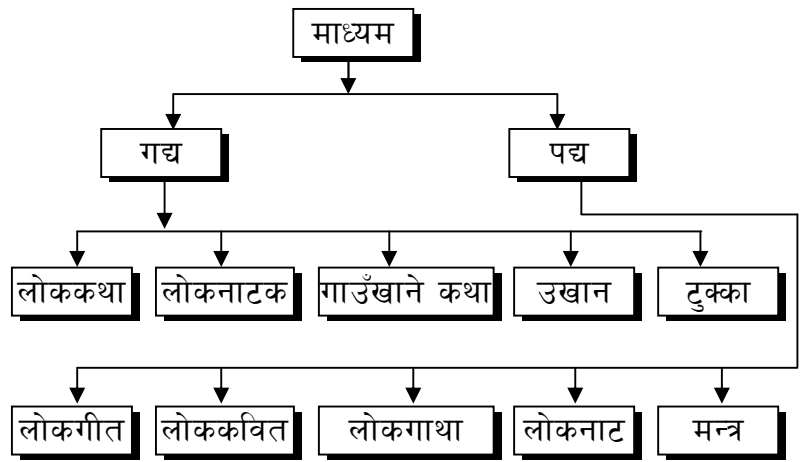 माध्यम
गद्य पद्य
लोककथा लोकनाटक गाउँखाने कथा उखान टुक्का
लोकगीत लोककवित लोकगाथा लोकनाट मन्त्र